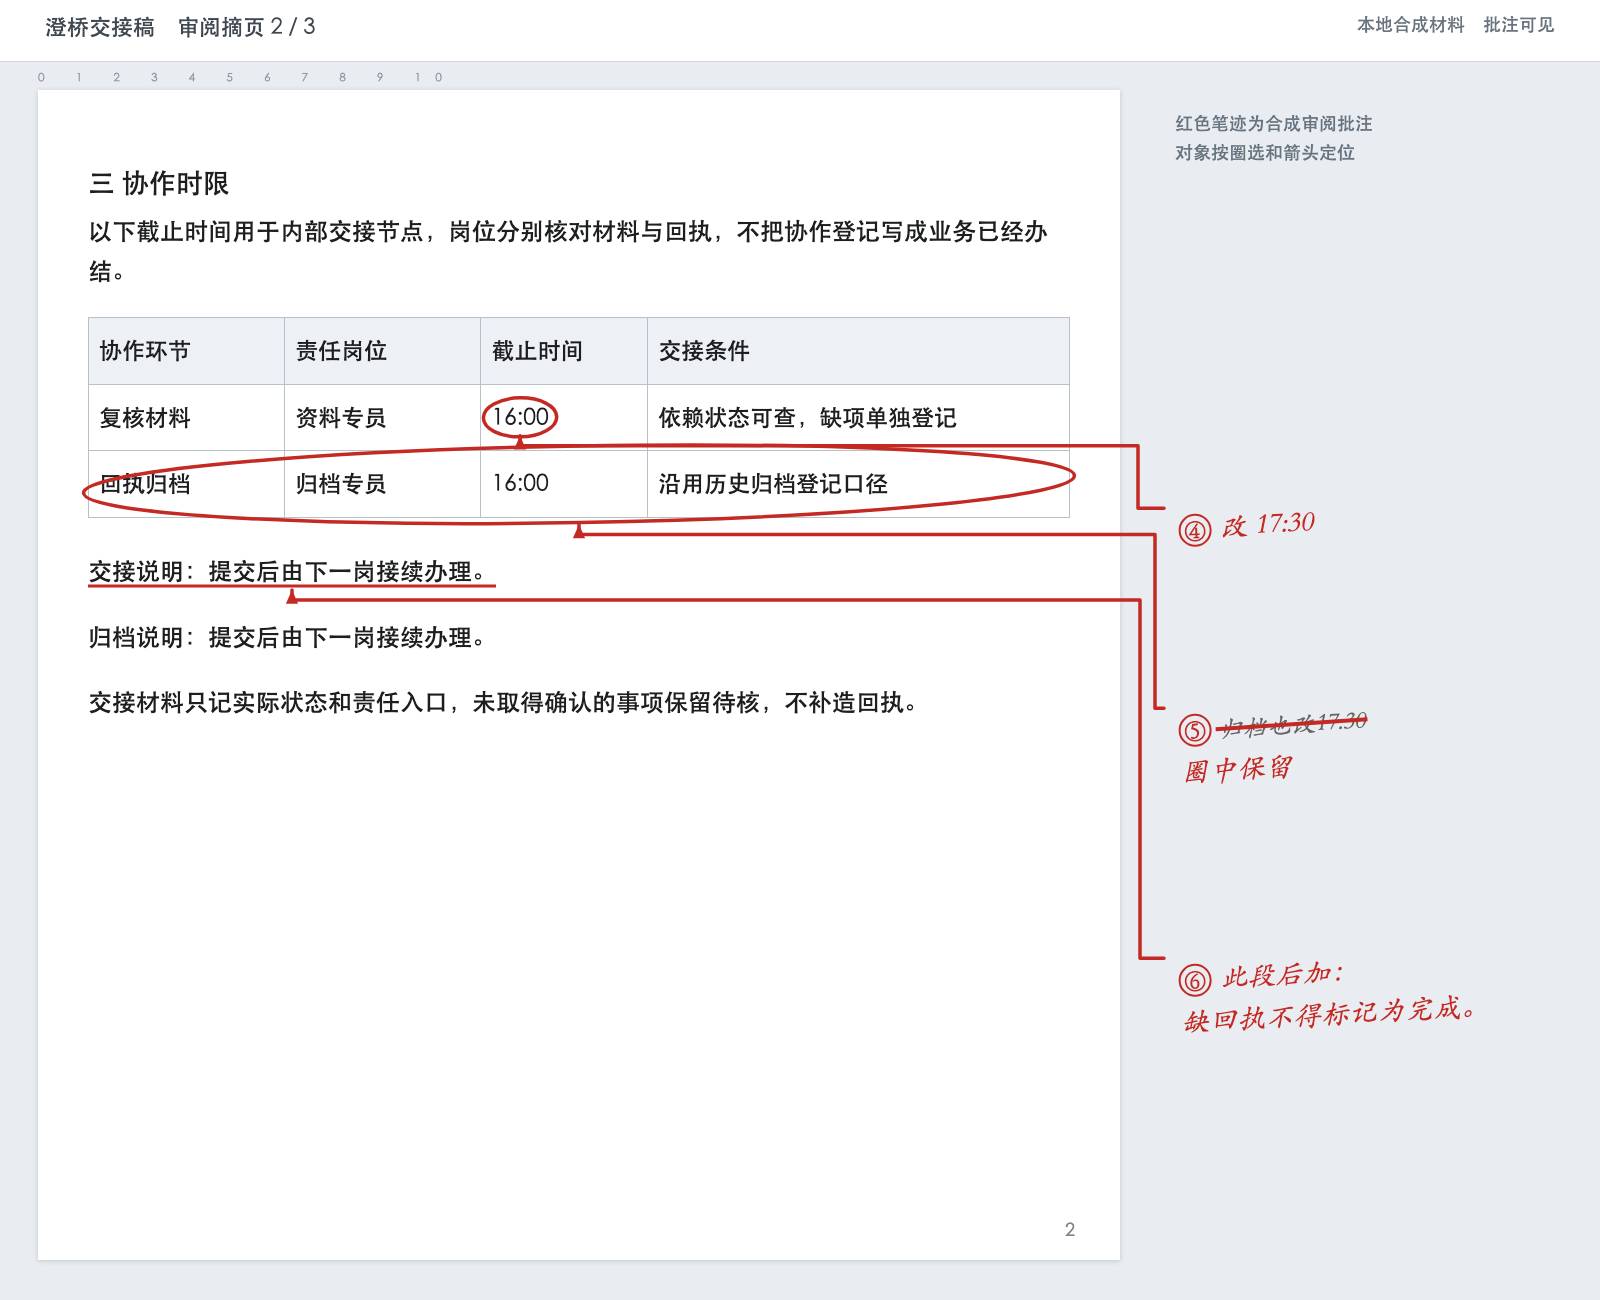 澄桥交接稿 审阅摘页 2 / 3
本地合成材料 批注可见
0 1 2 3 4 5 6 7 8 9 10
红色笔迹为合成审阅批注
对象按圈选和箭头定位
三 协作时限
以下截止时间用于内部交接节点，岗位分别核对材料与回执，不把协作登记写成业务已经办
结。
协作环节 责任岗位 截止时间 交接条件
复核材料 资料专员 16:00 依赖状态可查，缺项单独登记
回执归档 归档专员 16:00 沿用历史归档登记口径
④ 改 17:30
交接说明：提交后由下一岗接续办理。
归档说明：提交后由下一岗接续办理。
交接材料只记实际状态和责任入口，未取得确认的事项保留待核，不补造回执。
⑤ 归档也改17:30
圈中保留
⑥ 此段后加：
缺回执不得标记为完成。
2